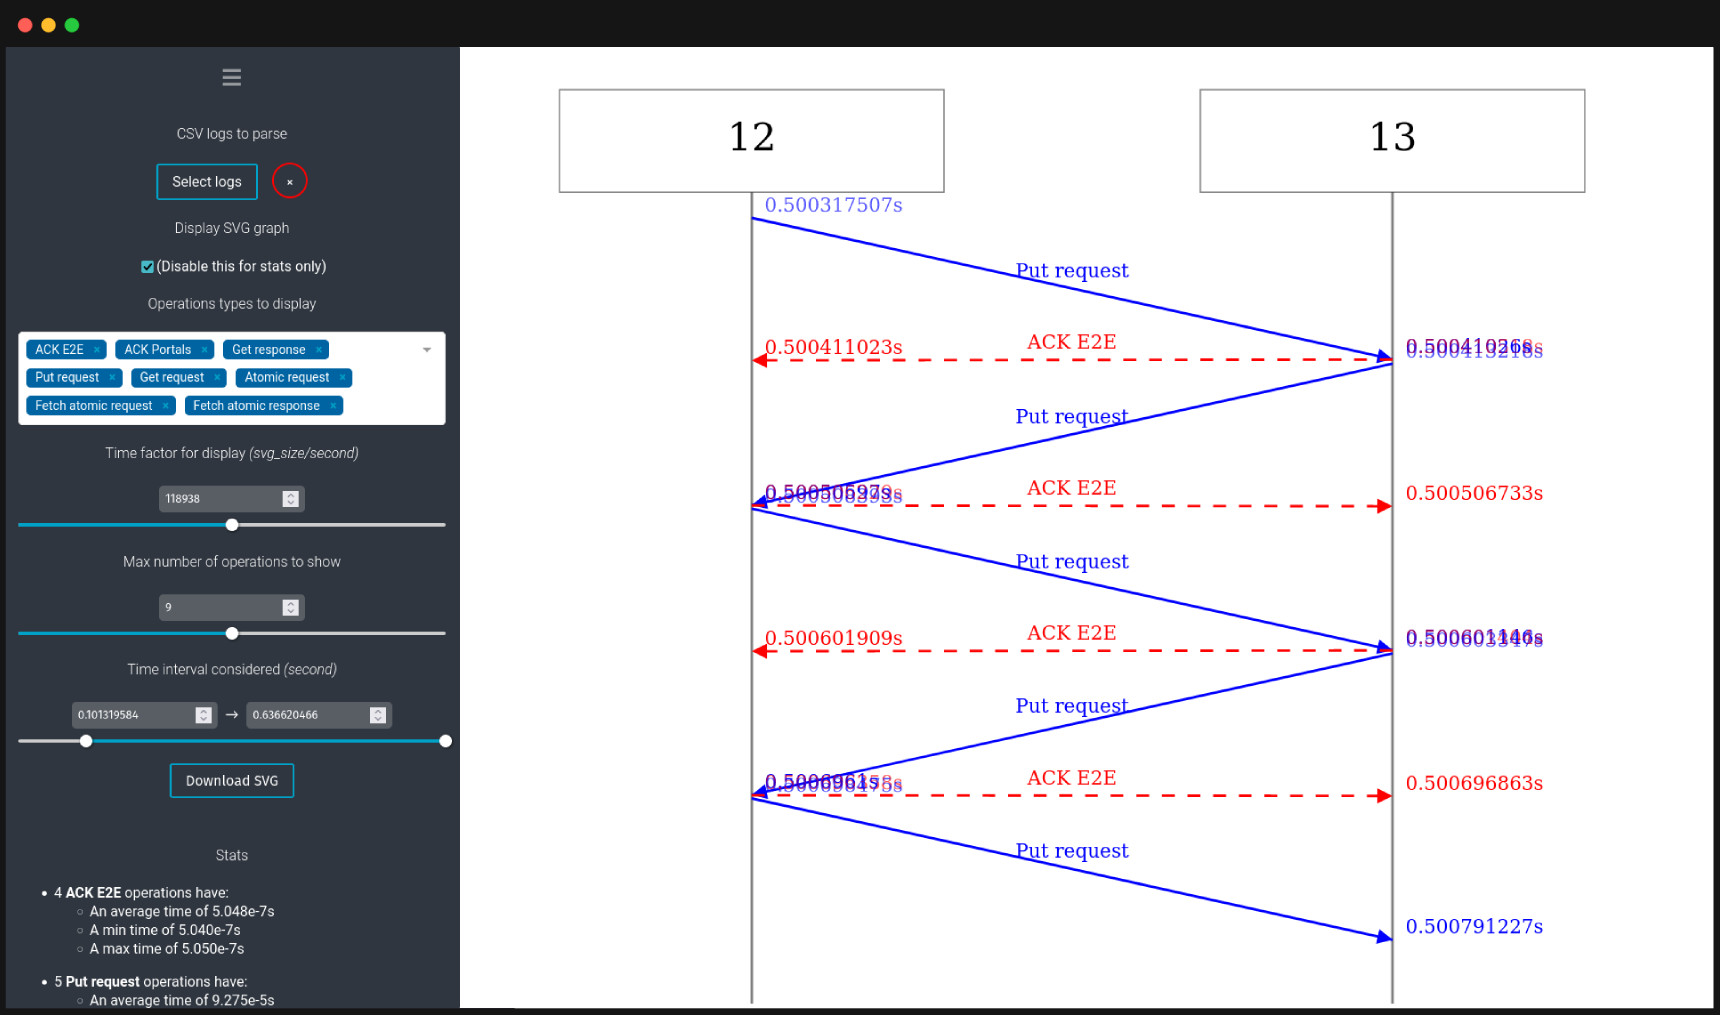 CSV logs to parse
Select logs ×
Display SVG graph
(Disable this for stats only)
Operations types to display
ACK E2E × ACK Portals × Get response ×
Put request × Get request × Atomic request ×
Fetch atomic request × Fetch atomic response ×
Time factor for display (svg_size/second)
118938
Max number of operations to show
9
Time interval considered (second)
0.101319584 → 0.636620466
Download SVG
Stats
• 4 ACK E2E operations have:
○ An average time of 5.048e-7s
○ A min time of 5.040e-7s
○ A max time of 5.050e-7s
• 5 Put request operations have:
○ An average time of 9.275e-5s
12
13
0.500317507s
Put request
0.500411023s
ACK E2E
Put request
ACK E2E
0.500506733s
Put request
0.500601909s
ACK E2E
Put request
ACK E2E
0.500696863s
Put request
0.500791227s